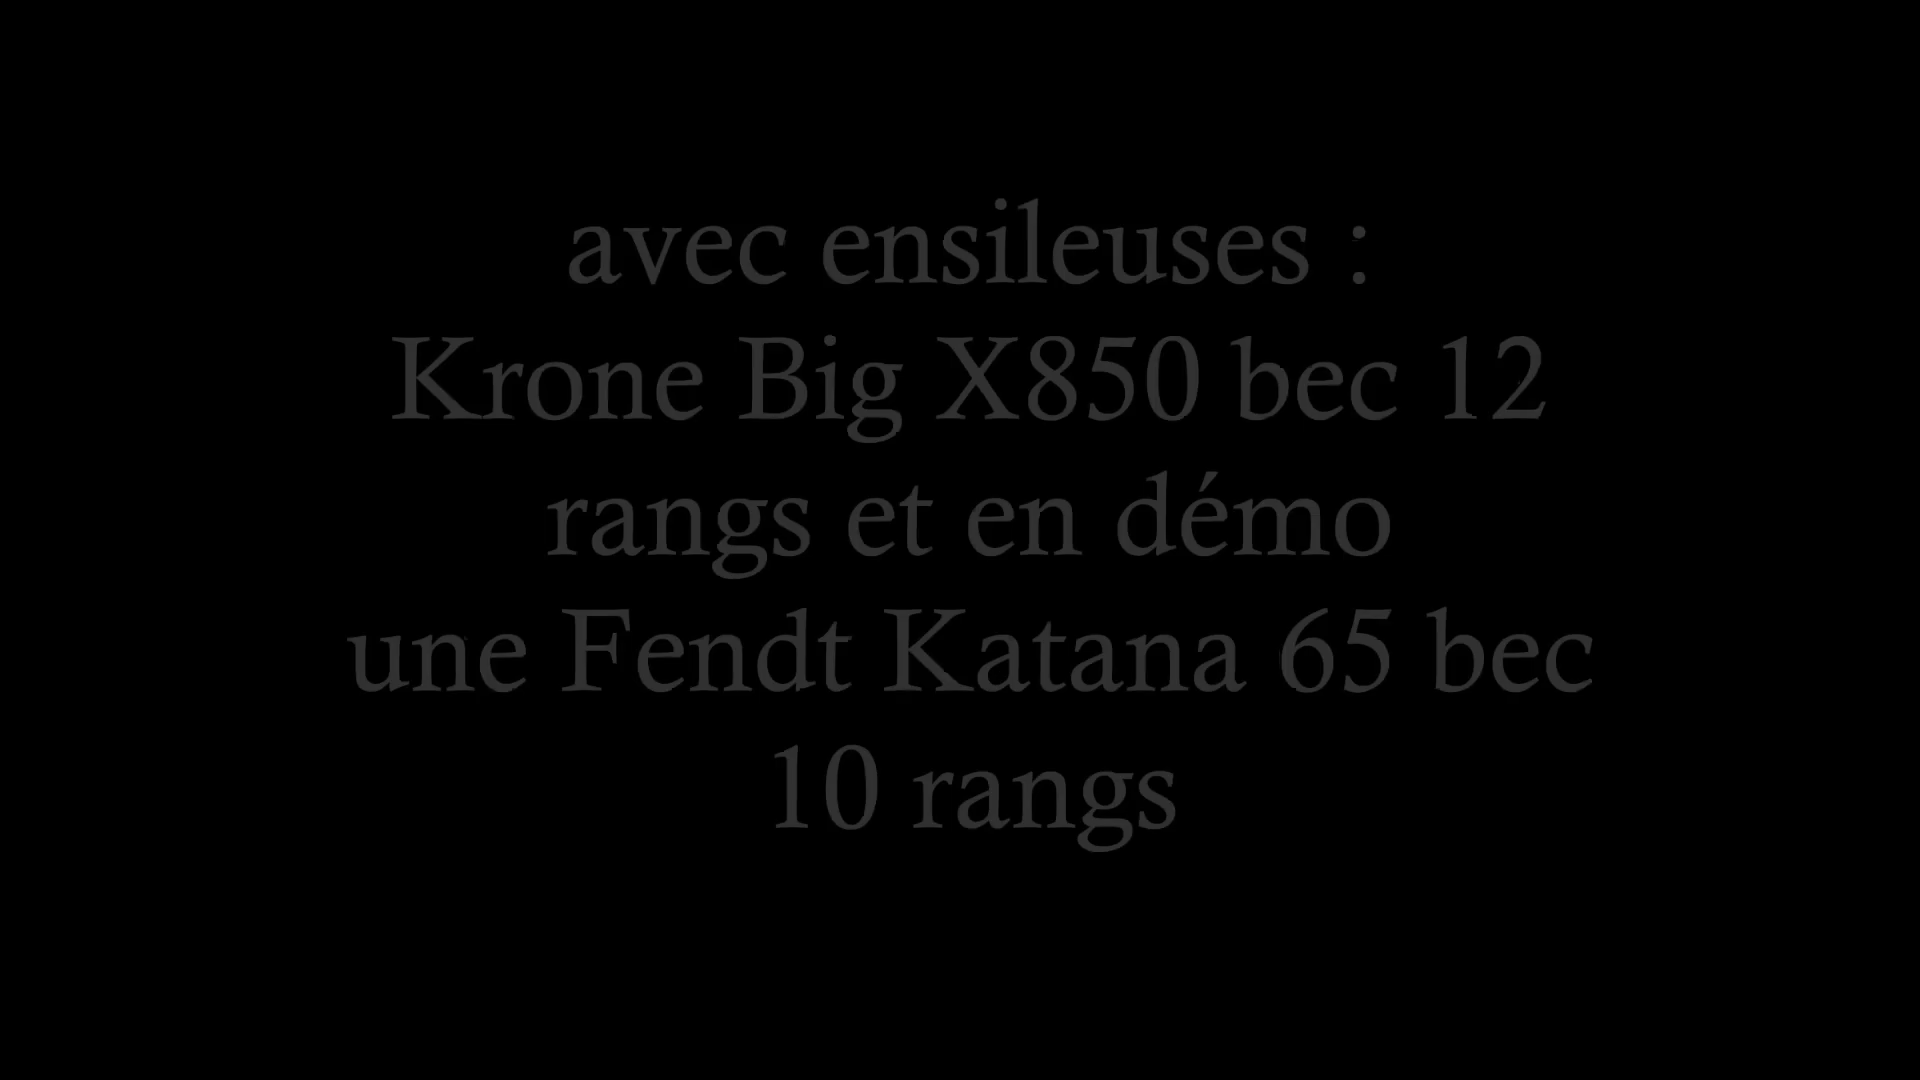 avec ensileuses :
Krone Big X850 bec 12
rangs et en démo
une Fendt Katana 65 bec
10 rangs